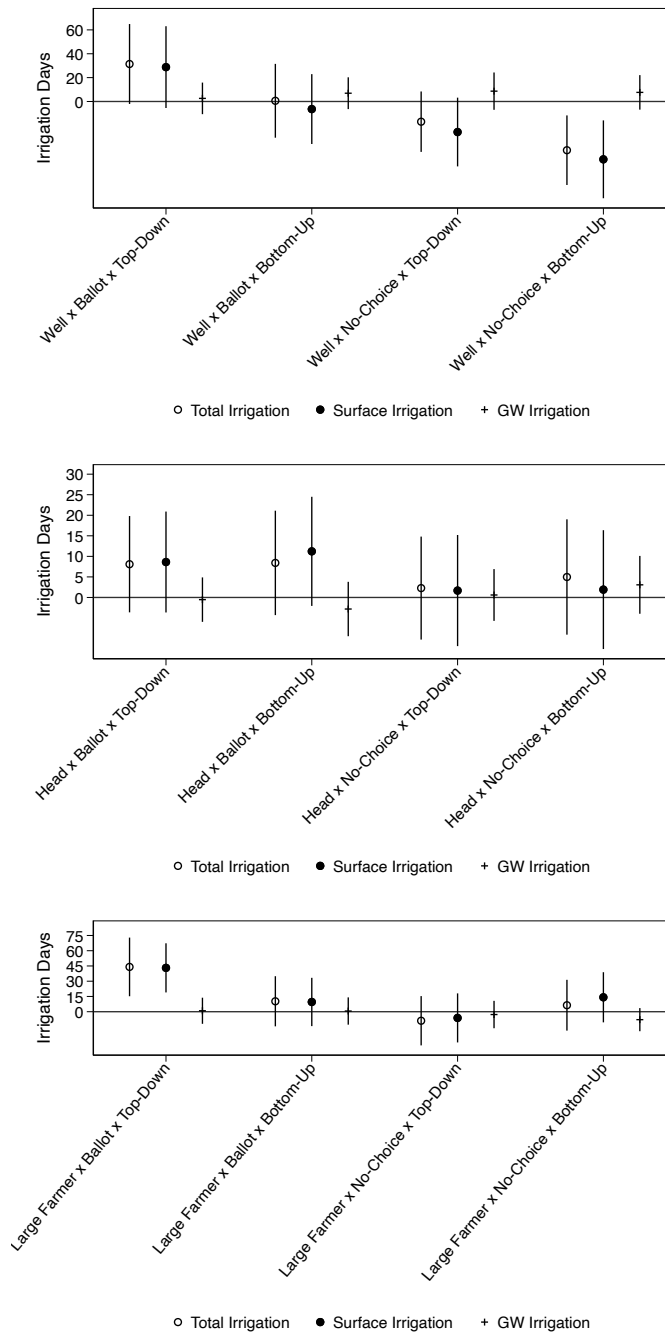 Irrigation Days
60
40
20
0
Well x Ballot x Top-Down
Well x Ballot x Bottom-Up
Well x No-Choice x Top-Down
Well x No-Choice x Bottom-Up
Total Irrigation Surface Irrigation GW Irrigation
Irrigation Days
30
25
20
15
10
5
0
Head x Ballot x Top-Down
Head x Ballot x Bottom-Up
Head x No-Choice x Top-Down
Head x No-Choice x Bottom-Up
Total Irrigation Surface Irrigation GW Irrigation
Irrigation Days
75
60
45
30
15
0
Large Farmer x Ballot x Top-Down
Large Farmer x Ballot x Bottom-Up
Large Farmer x No-Choice x Top-Down
Large Farmer x No-Choice x Bottom-Up
Total Irrigation Surface Irrigation GW Irrigation